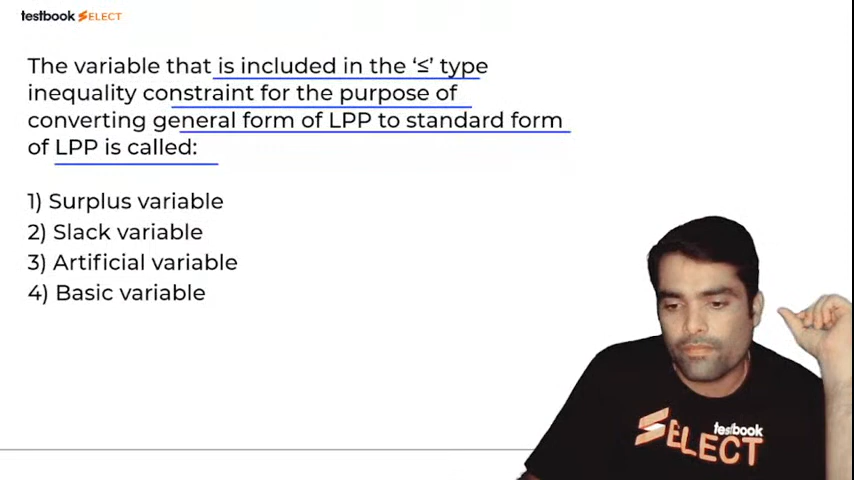 testbook SELECT
The variable that is included in the ‘≤’ type
inequality constraint for the purpose of
converting general form of LPP to standard form
of LPP is called:
1) Surplus variable
2) Slack variable
3) Artificial variable
4) Basic variable
testbook
SELECT